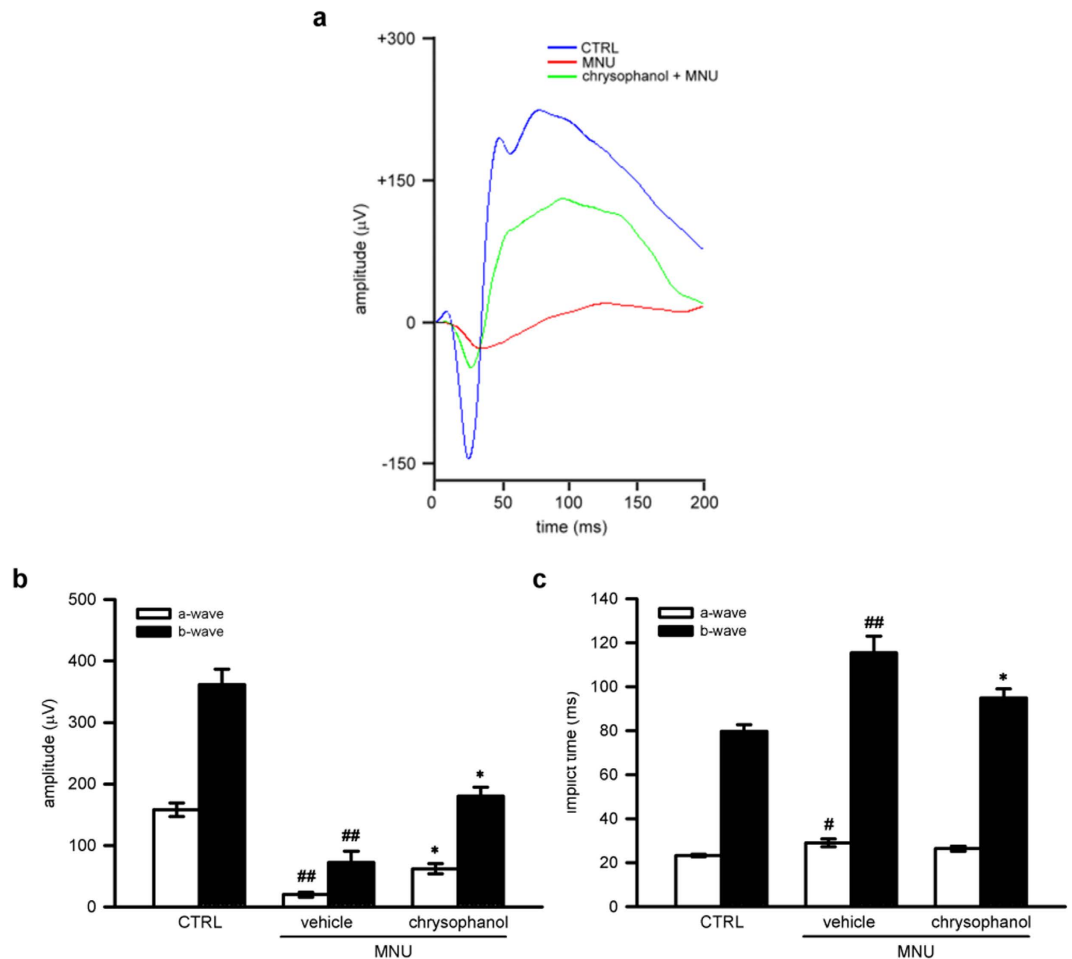 a
+300
CTRL
MNU
chrysophanol + MNU
+150
amplitude (µV)
0
-150
0 50 100 150 200
time (ms)
b
500
a-wave
b-wave
400
amplitude (µV)
300
200
*
##
*
100
##
0
CTRL vehicle chrysophanol
MNU
c
140
a-wave
b-wave
##
120
*
100
Implict time (ms)
80
60
40
#
20
0
CTRL vehicle chrysophanol
MNU